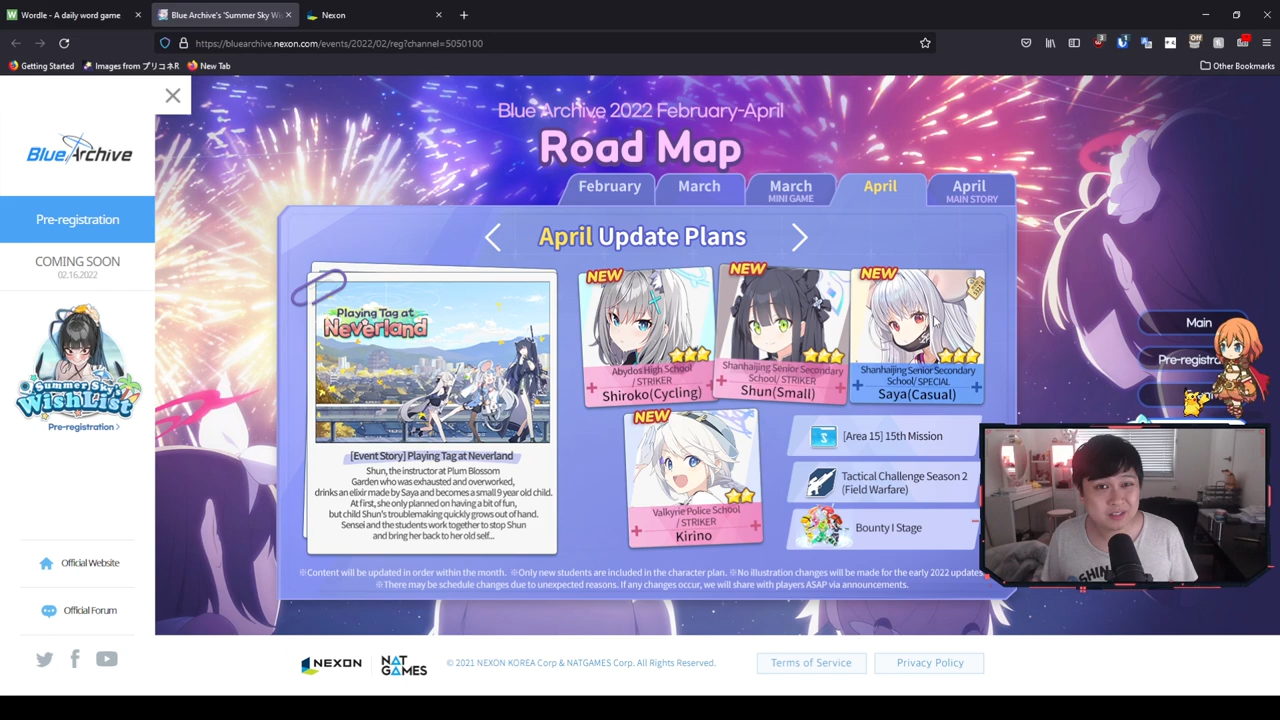 Wordle - A daily word game
Blue Archive's 'Summer Sky Wi
Nexon
https://bluearchive.nexon.com/events/2022/02/reg?channel=5050100
3
Off
Getting Started
Images from プリコネR
New Tab
Other Bookmarks
Blue Archive
Pre-registration
COMING SOON
02.16.2022
Summer Sky
WishList
Pre-registration >
Official Website
Official Forum
Blue Archive 2022 February-April
Road Map
February
March
March
MINI GAME
April
April
MAIN STORY
April Update Plans
Playing Tag at
Neverland
[Event Story] Playing Tag at Neverland
Shun, the instructor at Plum Blossom
Garden who was exhausted and overworked,
drinks an elixir made by Saya and becomes a small 9 year old child.
At first, she only planned on having a bit of fun,
but child Shun's troublemaking quickly grows out of hand.
Sensei and the students work together to stop Shun
and bring her back to her old self...
NEW
Abydos High School
/ STRIKER
Shiroko(Cycling)
NEW
Shanhaijing Senior Secondary
School/ STRIKER
Shun(Small)
NEW
Shanhaijing Senior Secondary
School/ SPECIAL
Saya(Casual)
NEW
Valkyrie Police School
/ STRIKER
Kirino
[Area 15] 15th Mission
Tactical Challenge Season 2
(Field Warfare)
Bounty I Stage
※Content will be updated in order within the month. ※Only new students are included in the character plan. ※No illustration changes will be made for the early 2022 updates
※There may be schedule changes due to unexpected reasons. If any changes occur, we will share with players ASAP via announcements.
Main
Pre-registra
NEXON
NAT GAMES
© 2021 NEXON KOREA Corp & NATGAMES Corp. All Rights Reserved.
Terms of Service
Privacy Policy